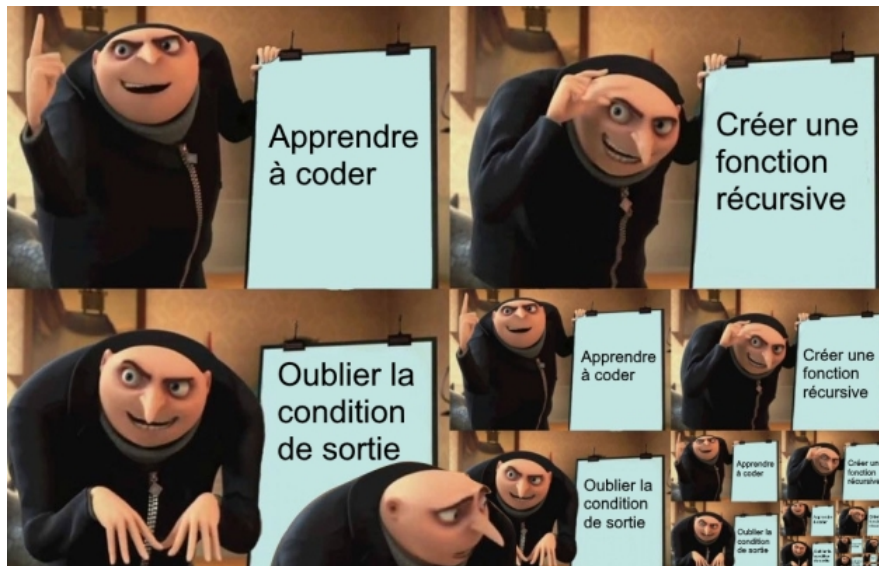 Apprendre
à coder
Créer une
fonction
récursive
Oublier la
condition
de sortie
Apprendre
à coder
Créer une
fonction
récursive
Oublier la
condition
de sortie
Apprendre
à coder
Créer un
fonction
récursive
Oublier la
condition
de sortie